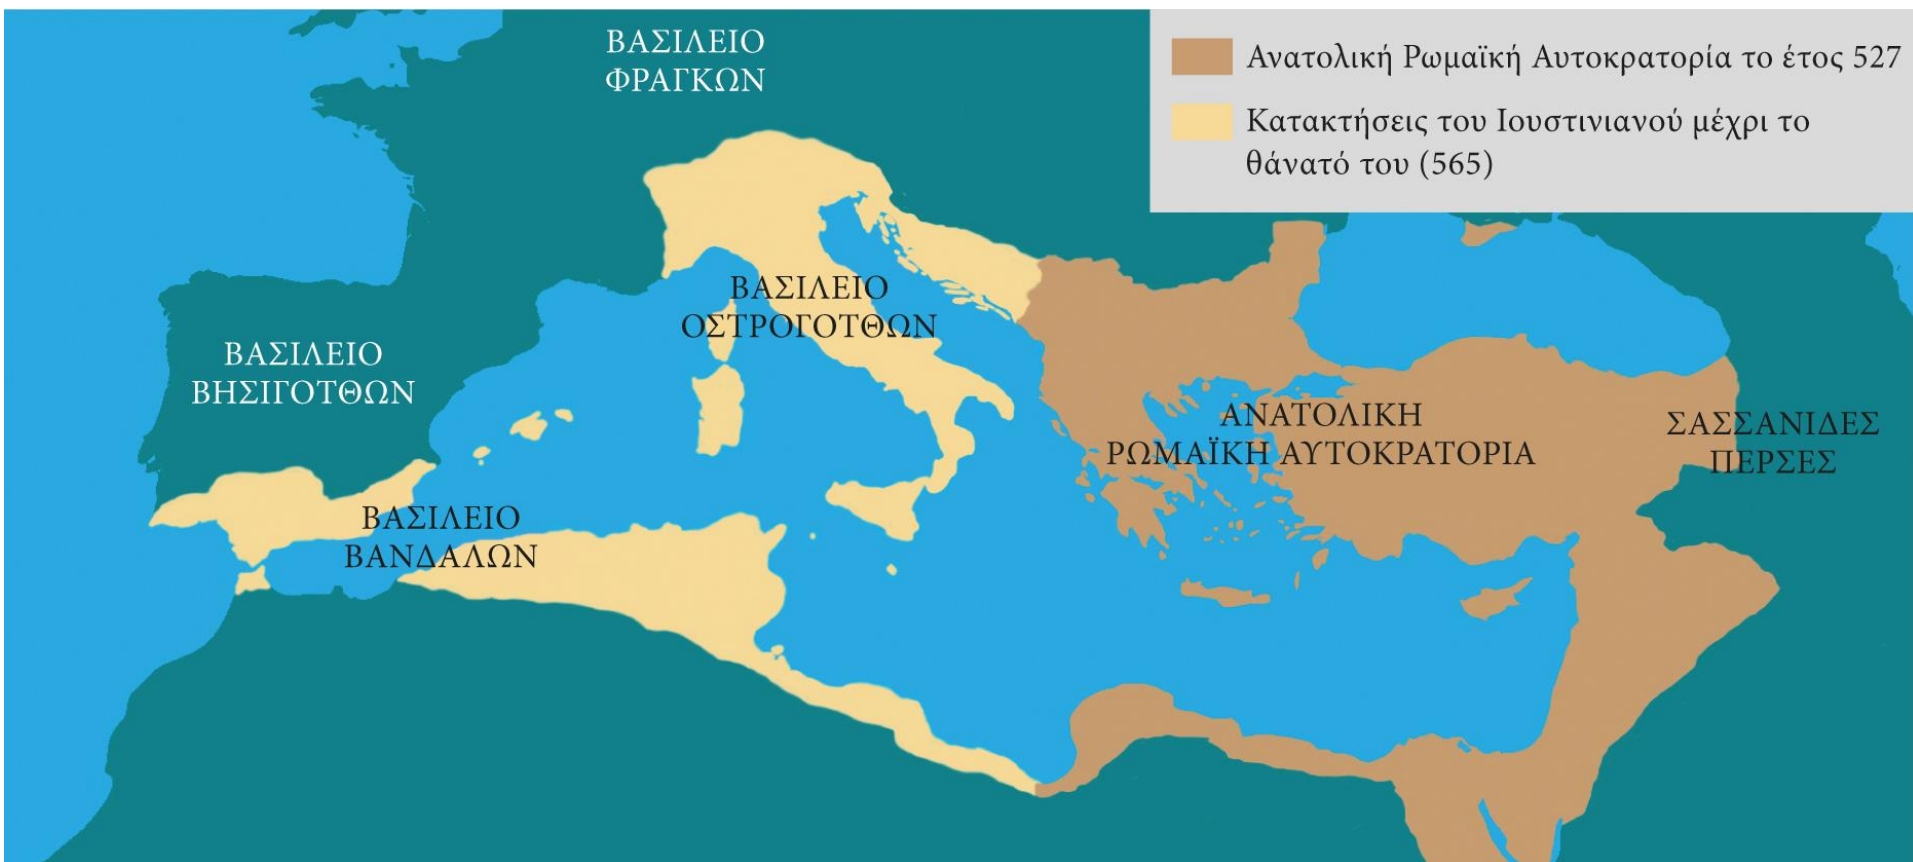 ΒΑΣΙΛΕΙΟ
ΦΡΑΓΚΩΝ
Ανατολική Ρωμαϊκή Αυτοκρατορία το έτος 527
Κατακτήσεις του Ιουστινιανού μέχρι το
θάνατό του (565)
ΒΑΣΙΛΕΙΟ
ΟΣΤΡΟΓΟΤΘΩΝ
ΒΑΣΙΛΕΙΟ
ΒΗΣΙΓΟΤΘΩΝ
ΑΝΑΤΟΛΙΚΗ
ΡΩΜΑΪΚΗ ΑΥΤΟΚΡΑΤΟΡΙΑ
ΣΑΣΣΑΝΙΔΕΣ
ΠΕΡΣΕΣ
ΒΑΣΙΛΕΙΟ
ΒΑΝΔΑΛΩΝ